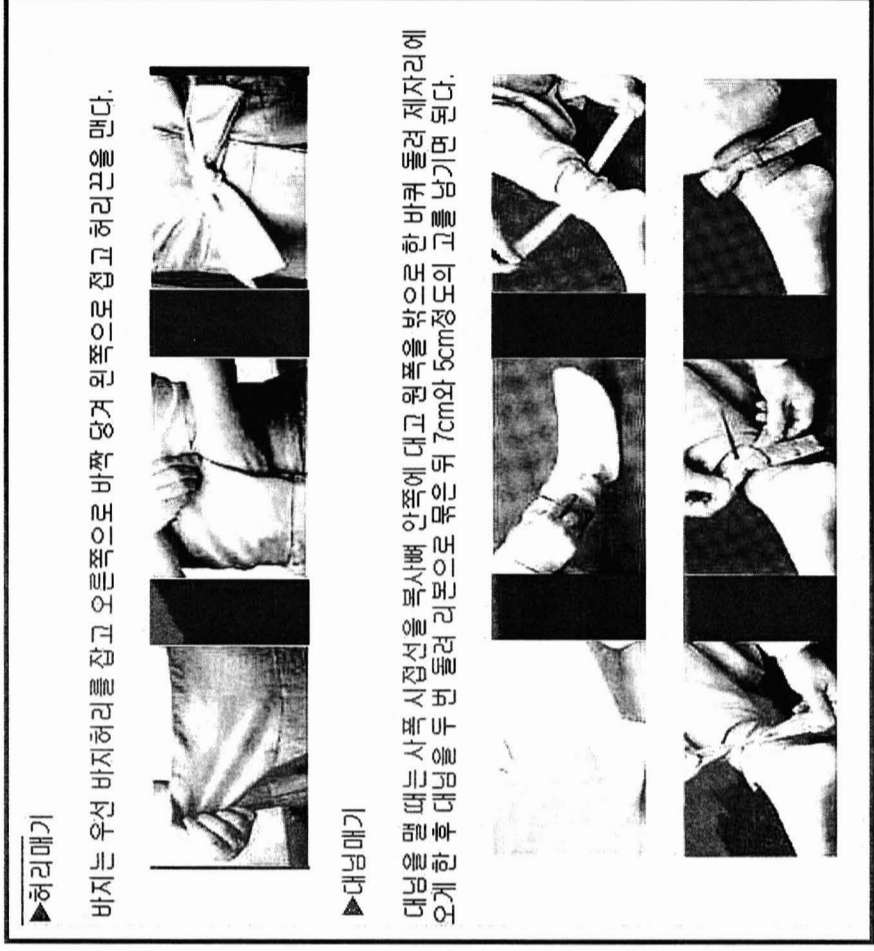 ▶허리매기
바지는 우선 바지허리를 잡고 오른쪽으로 바짝 당겨 왼쪽으로 접고 허리끈을 맨다.
▶대님매기
대님을 맬 때는 사폭 시접선을 복사뼈 안쪽에 대고 원폭을 밖으로 한 바퀴 돌려 제자리에
오게 한 후 대님을 두 번 돌려 리본으로 묶은 뒤 7cm와 5cm정도의 고를 남기면 된다.